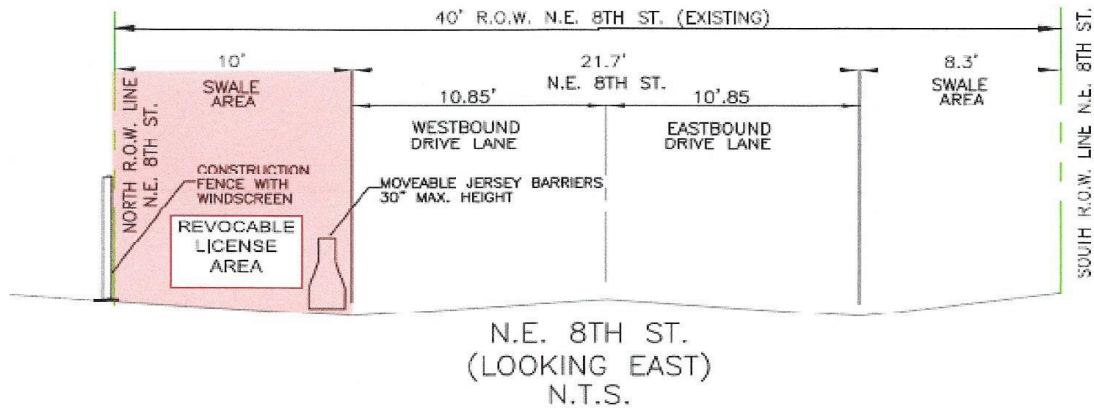 40' R.O.W. N.E. 8TH ST. (EXISTING)
10'
21.7'
8.3'
SWALE
AREA
N.E. 8TH ST.
SWALE
AREA
10.85'
10'.85
NORTH R.O.W. LINE
N.E. 8TH ST.
WESTBOUND
DRIVE LANE
EASTBOUND
DRIVE LANE
SOUTH R.O.W. LINE N.E. 8TH ST.
CONSTRUCTION
FENCE WITH
WINDSCREEN
MOVEABLE JERSEY BARRIERS
30" MAX. HEIGHT
REVOCABLE
LICENSE
AREA
N.E. 8TH ST.
(LOOKING EAST)
N.T.S.